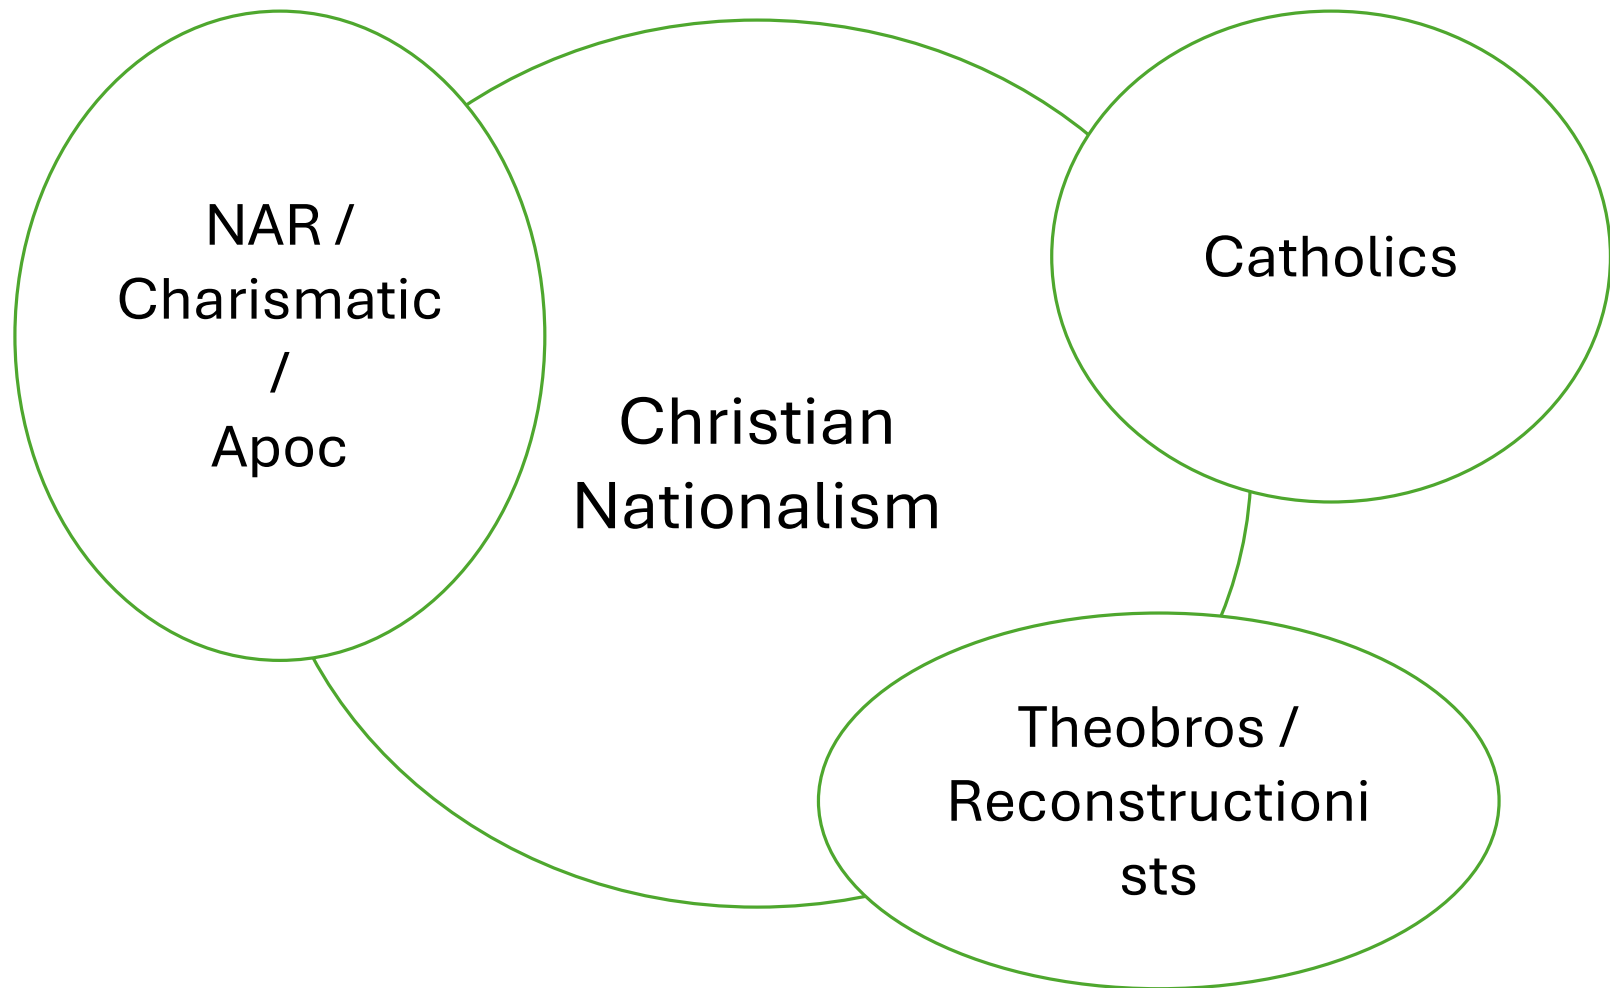 NAR /
Charismatic
/
Apoc
Christian
Nationalism
Catholics
Theobros /
Reconstructioni
sts